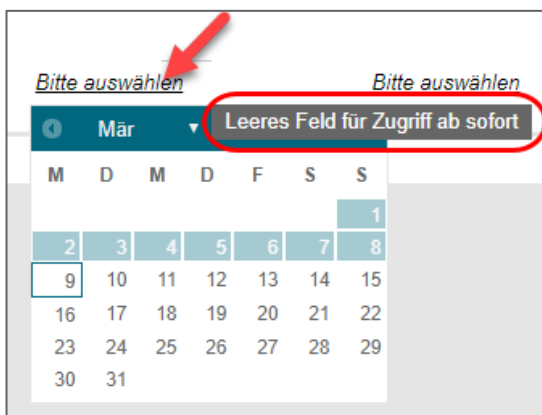 Bitte auswählen Bitte auswählen
Mär Leeres Feld für Zugriff ab sofort
M D M D F S S
1
2 3 4 5 6 7 8
9 10 11 12 13 14 15
16 17 18 19 20 21 22
23 24 25 26 27 28 29
30 31